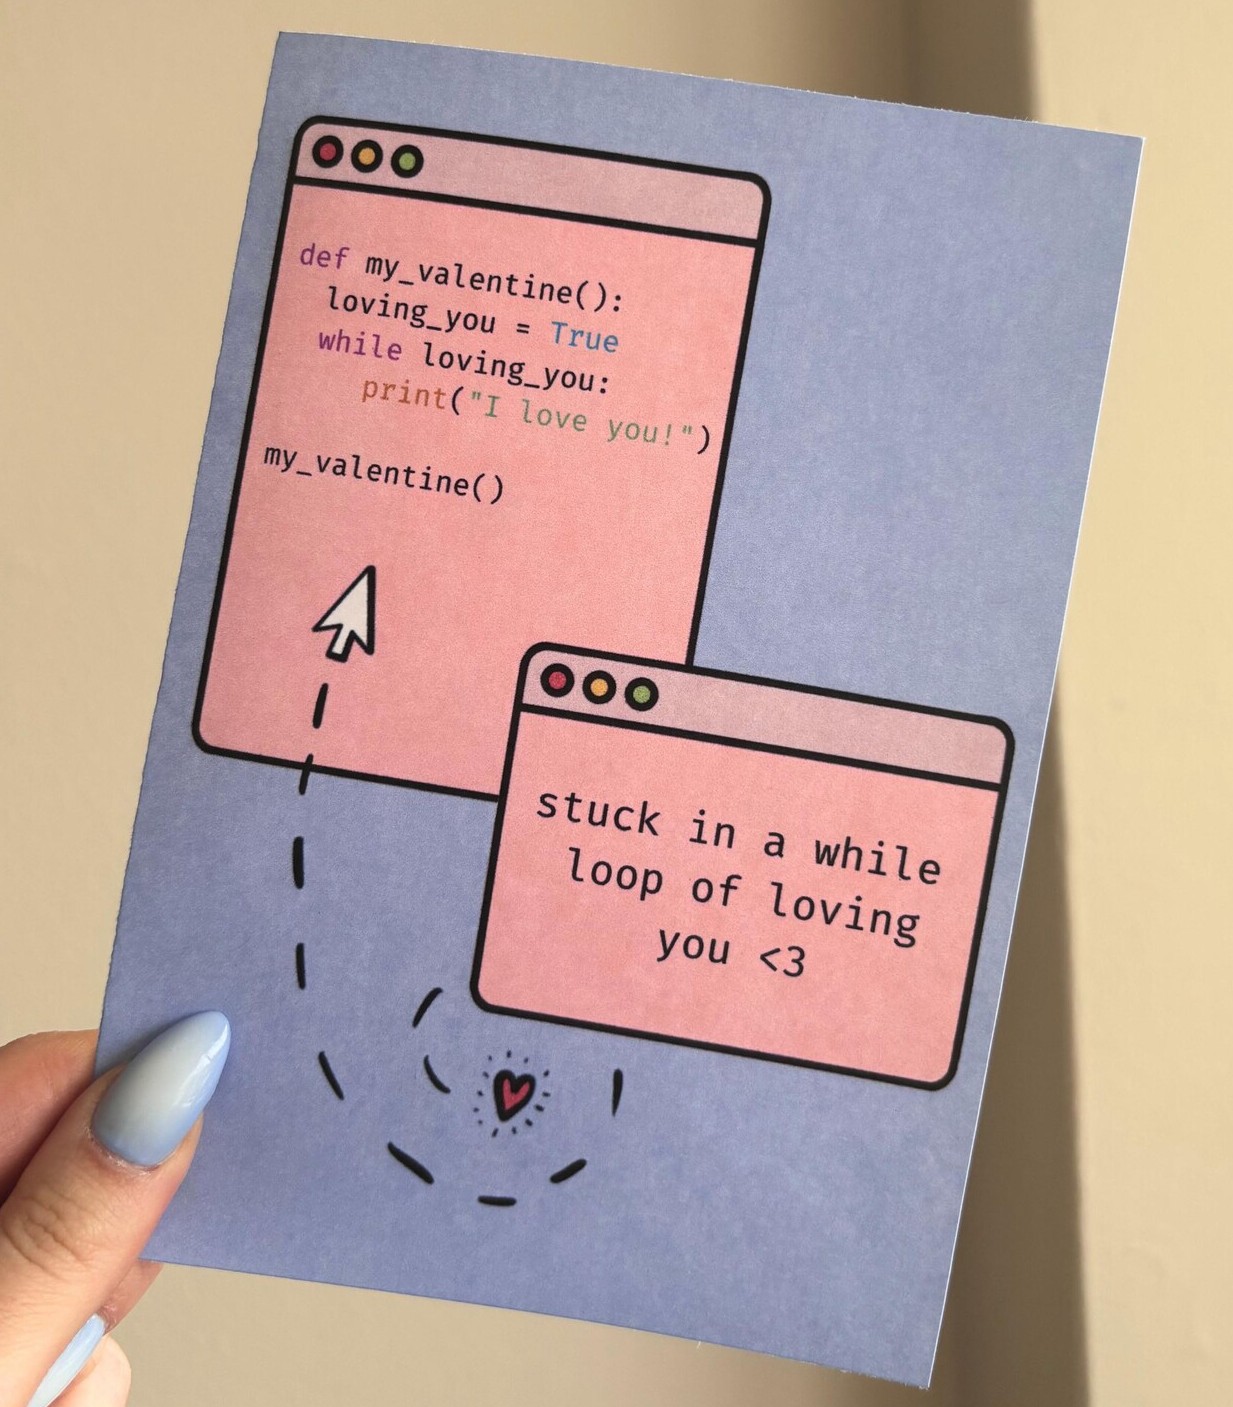 def my_valentine():
loving_you = True
while loving_you:
print("I love you!")
my_valentine()
stuck in a while
loop of loving
you <3